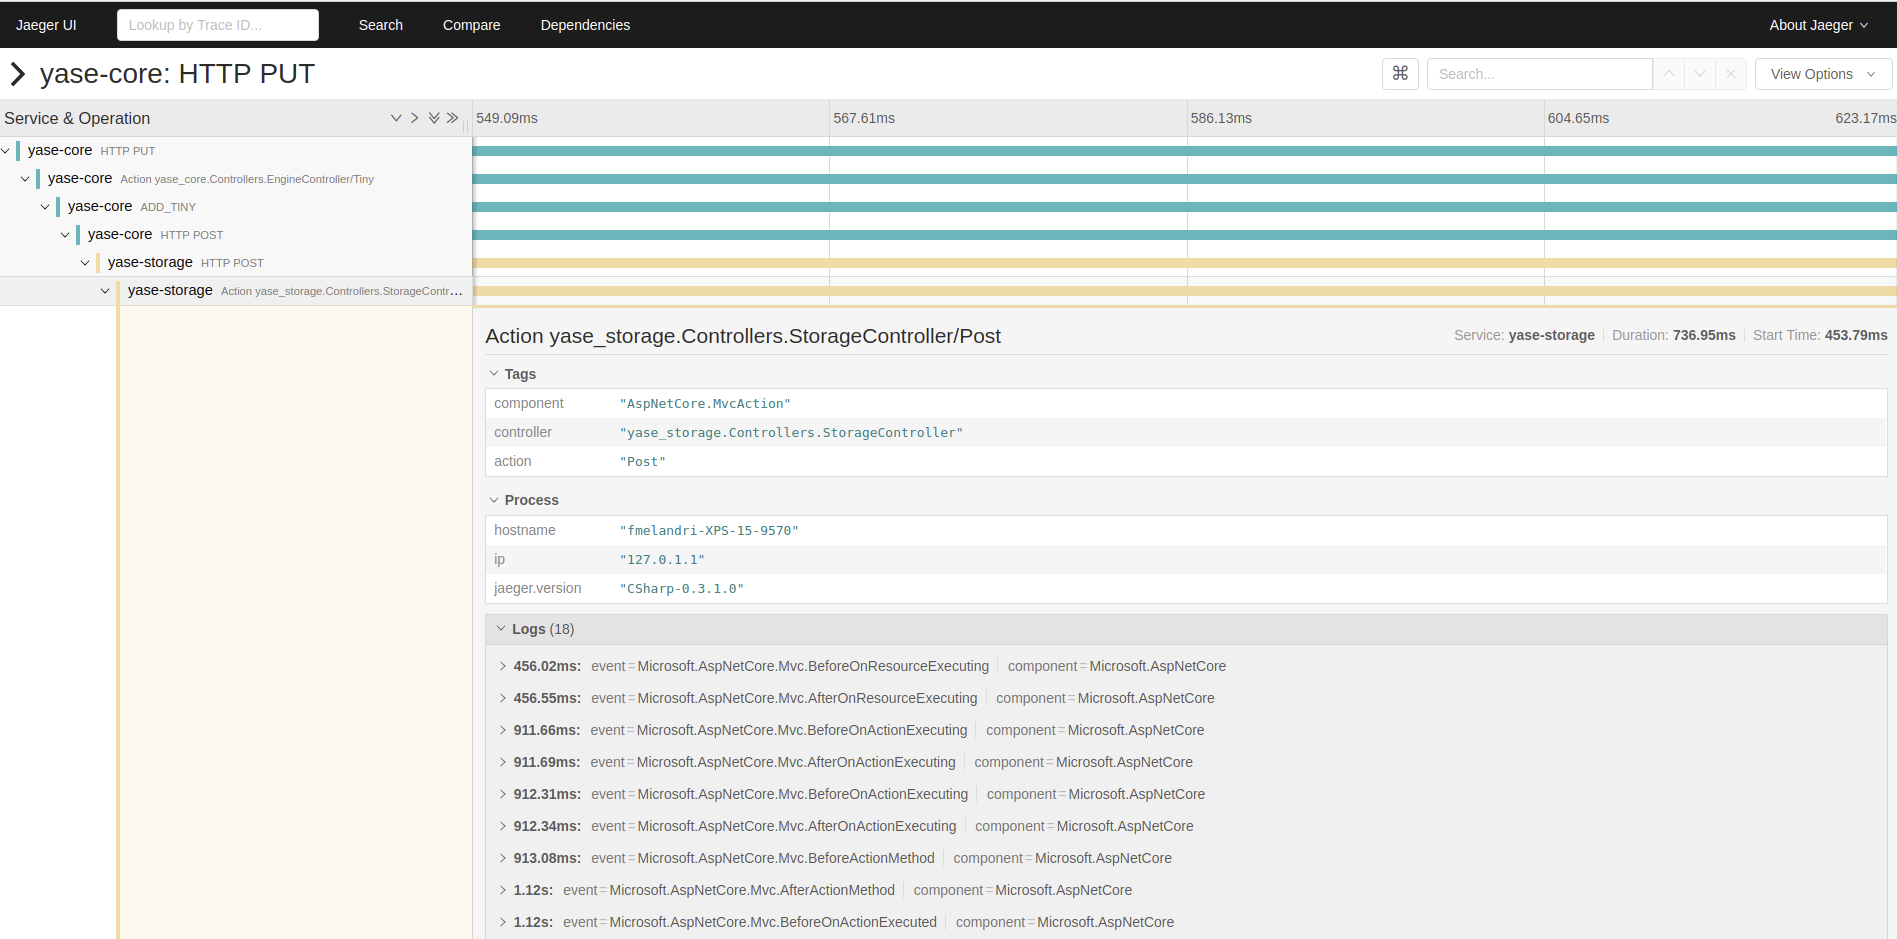 Jaeger UI Lookup by Trace ID... Search Compare Dependencies About Jaeger
yase-core: HTTP PUT ⌘ Search... View Options
Service & Operation 549.09ms 567.61ms 586.13ms 604.65ms 623.17ms
yase-core HTTP PUT
yase-core Action yase_core.Controllers.EngineController/Tiny
yase-core ADD_TINY
yase-core HTTP POST
yase-storage HTTP POST
yase-storage Action yase_storage.Controllers.StorageContr...
Action yase_storage.Controllers.StorageController/Post Service: yase-storage Duration: 736.95ms Start Time: 453.79ms
Tags
component "AspNetCore.MvcAction"
controller "yase_storage.Controllers.StorageController"
action "Post"
Process
hostname "fmelandri-XPS-15-9570"
ip "127.0.1.1"
jaeger.version "CSharp-0.3.1.0"
Logs (18)
456.02ms: event=Microsoft.AspNetCore.Mvc.BeforeOnResourceExecuting component=Microsoft.AspNetCore
456.55ms: event=Microsoft.AspNetCore.Mvc.AfterOnResourceExecuting component=Microsoft.AspNetCore
911.66ms: event=Microsoft.AspNetCore.Mvc.BeforeOnActionExecuting component=Microsoft.AspNetCore
911.69ms: event=Microsoft.AspNetCore.Mvc.AfterOnActionExecuting component=Microsoft.AspNetCore
912.31ms: event=Microsoft.AspNetCore.Mvc.BeforeOnActionExecuting component=Microsoft.AspNetCore
912.34ms: event=Microsoft.AspNetCore.Mvc.AfterOnActionExecuting component=Microsoft.AspNetCore
913.08ms: event=Microsoft.AspNetCore.Mvc.BeforeActionMethod component=Microsoft.AspNetCore
1.12s: event=Microsoft.AspNetCore.Mvc.AfterActionMethod component=Microsoft.AspNetCore
1.12s: event=Microsoft.AspNetCore.Mvc.BeforeOnActionExecuted component=Microsoft.AspNetCore